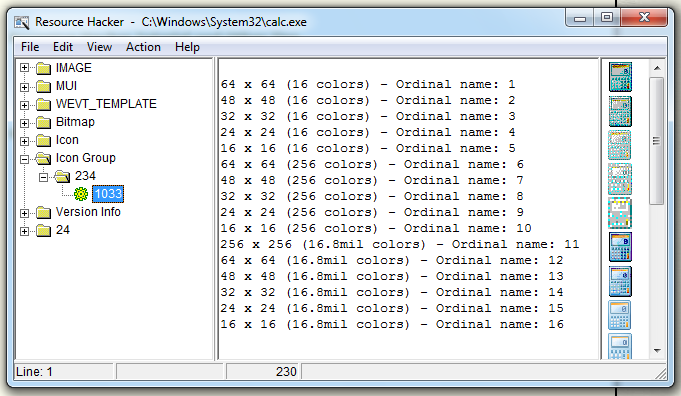 Resource Hacker - C:\Windows\System32\calc.exe
File Edit View Action Help
IMAGE
MUI
WEVT_TEMPLATE
Bitmap
Icon
Icon Group
234
1033
Version Info
24
64 x 64 (16 colors) - Ordinal name: 1
48 x 48 (16 colors) - Ordinal name: 2
32 x 32 (16 colors) - Ordinal name: 3
24 x 24 (16 colors) - Ordinal name: 4
16 x 16 (16 colors) - Ordinal name: 5
64 x 64 (256 colors) - Ordinal name: 6
48 x 48 (256 colors) - Ordinal name: 7
32 x 32 (256 colors) - Ordinal name: 8
24 x 24 (256 colors) - Ordinal name: 9
16 x 16 (256 colors) - Ordinal name: 10
256 x 256 (16.8mil colors) - Ordinal name: 11
64 x 64 (16.8mil colors) - Ordinal name: 12
48 x 48 (16.8mil colors) - Ordinal name: 13
32 x 32 (16.8mil colors) - Ordinal name: 14
24 x 24 (16.8mil colors) - Ordinal name: 15
16 x 16 (16.8mil colors) - Ordinal name: 16
Line: 1 230